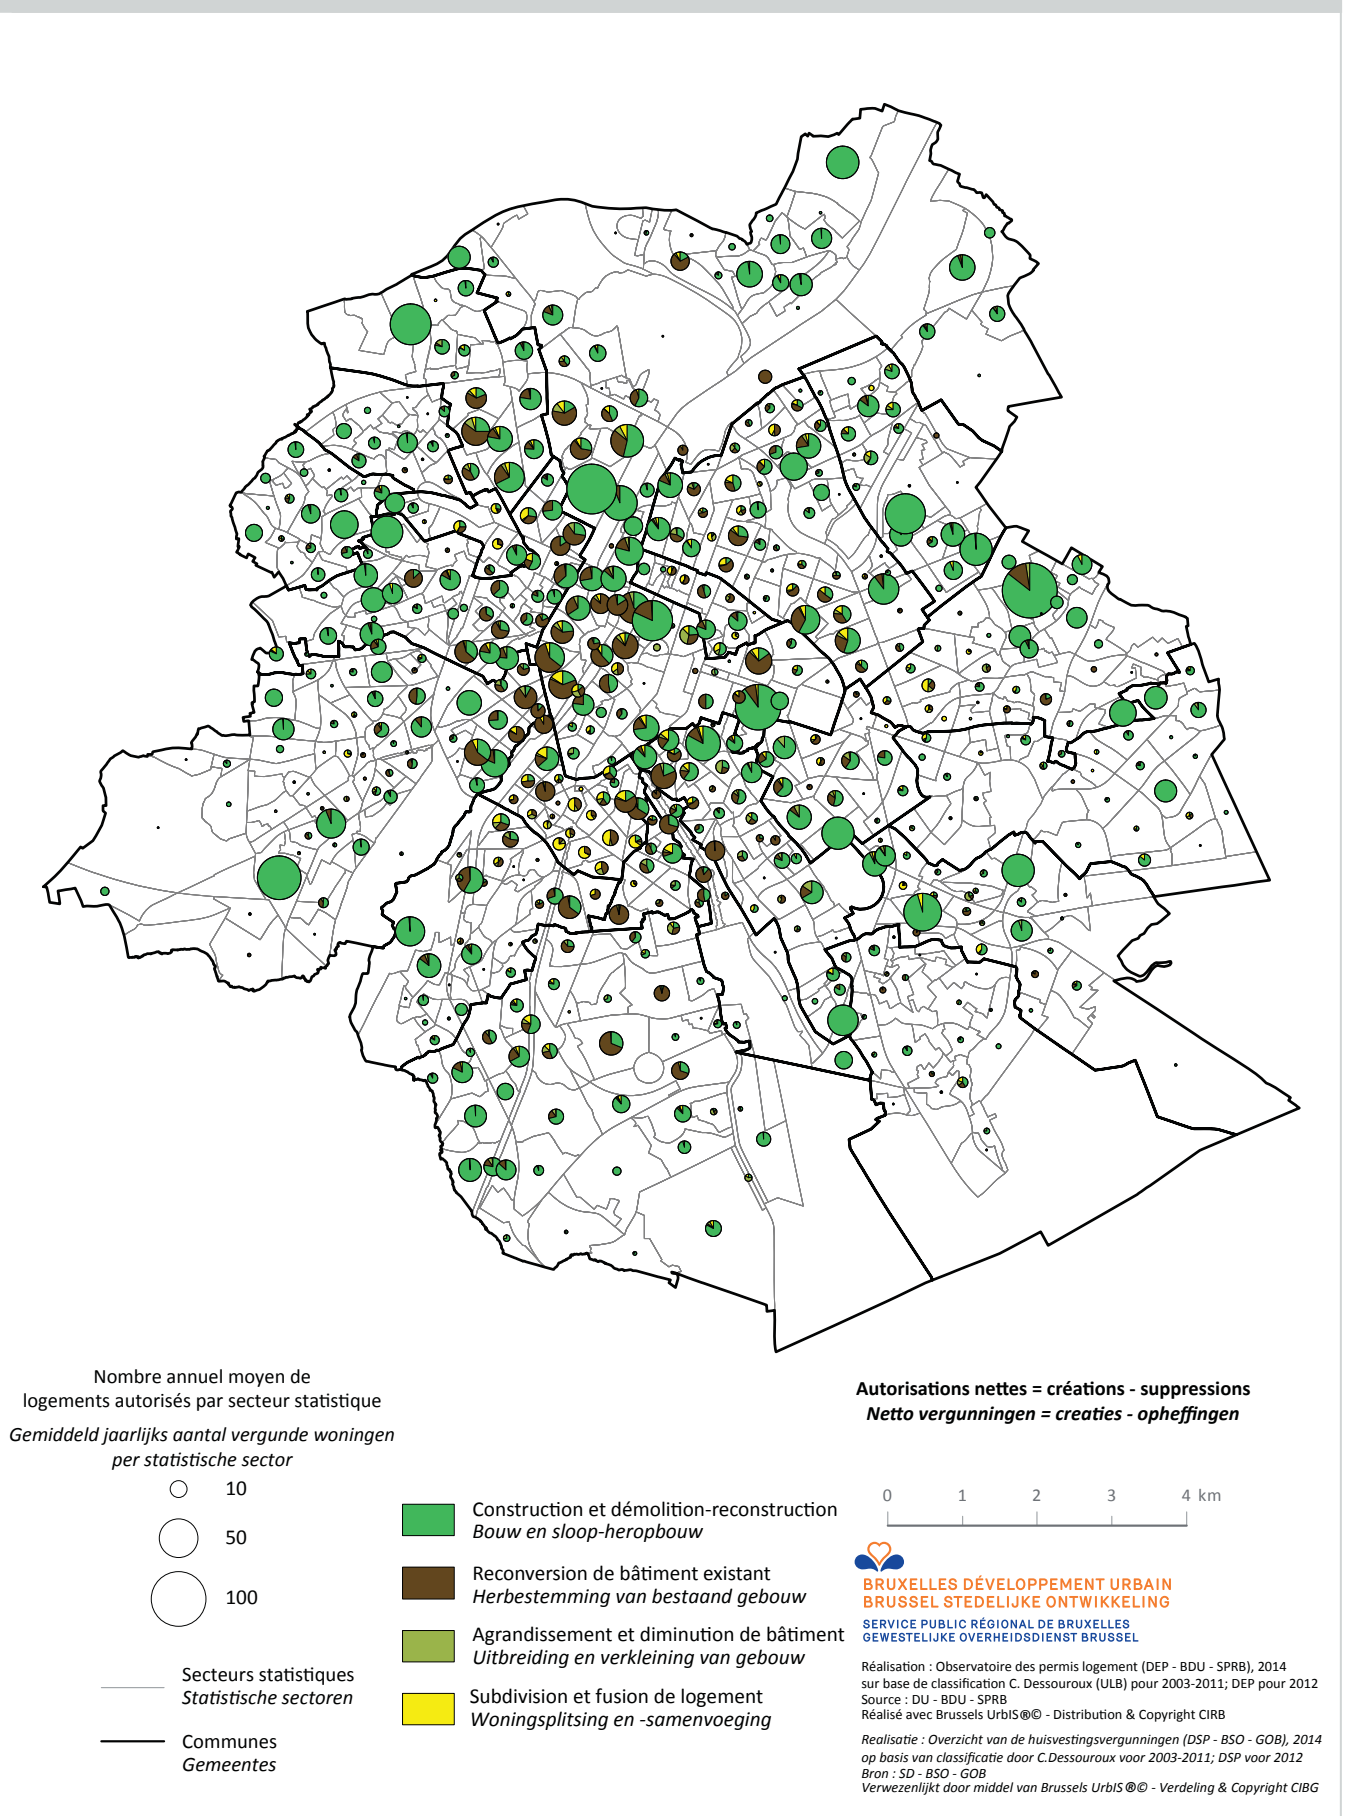 Nombre annuel moyen de
logements autorisés par secteur statistique
Gemiddeld jaarlijks aantal vergunde woningen
per statistische sector
10
50
100
Secteurs statistiques
Statistische sectoren
Communes
Gemeentes
Construction et démolition-reconstruction
Bouw en sloop-heropbouw
Reconversion de bâtiment existant
Herbestemming van bestaand gebouw
Agrandissement et diminution de bâtiment
Uitbreiding en verkleining van gebouw
Subdivision et fusion de logement
Woningsplitsing en -samenvoeging
Autorisations nettes = créations - suppressions
Netto vergunningen = creaties - opheffingen
0 1 2 3 4 km
BRUXELLES DÉVELOPPEMENT URBAIN
BRUSSEL STEDELIJKE ONTWIKKELING
SERVICE PUBLIC RÉGIONAL DE BRUXELLES
GEWESTELIJKE OVERHEIDSDIENST BRUSSEL
Réalisation : Observatoire des permis logement (DEP - BDU - SPRB), 2014
sur base de classification C. Dessouroux (ULB) pour 2003-2011; DEP pour 2012
Source : DU - BDU - SPRB
Réalisé avec Brussels UrbIS®© - Distribution & Copyright CIRB
Realisatie : Overzicht van de huisvestingsvergunningen (DSP - BSO - GOB), 2014
op basis van classificatie door C.Dessouroux voor 2003-2011; DSP voor 2012
Bron : SD - BSO - GOB
Verwezenlijkt door middel van Brussels UrbIS ®© - Verdeling & Copyright CIBG